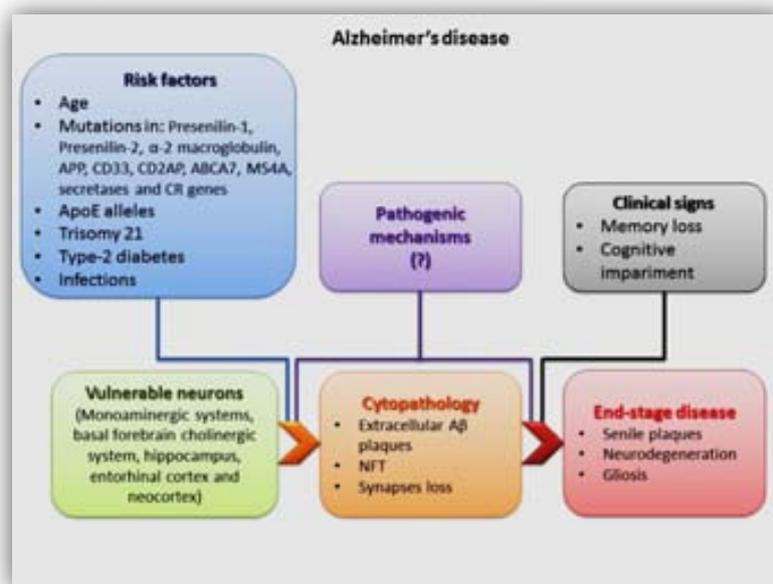 Alzheimer's disease
Risk factors
• Age
• Mutations in: Presenilin-1,
Presenilin-2, α-2 macroglobulin,
APP, CD33, CD2AP, ABCA7, MS4A,
secretases and CR genes
• ApoE alleles
• Trisomy 21
• Type-2 diabetes
• Infections
Pathogenic
mechanisms
(?)
Clinical signs
• Memory loss
• Cognitive
impariment
Vulnerable neurons
(Monoaminergic systems,
basal forebrain cholinergic
system, hippocampus,
entorhinal cortex and
neocortex)
Cytopathology
• Extracellular Aβ
plaques
• NFT
• Synapses loss
End-stage disease
• Senile plaques
• Neurodegeneration
• Gliosis